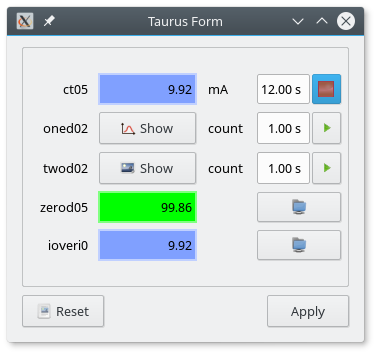 Taurus Form
ct05 9.92 mA 12.00 s
oned02 Show count 1.00 s
twod02 Show count 1.00 s
zerod05 99.86
ioveri0 9.92
Reset Apply